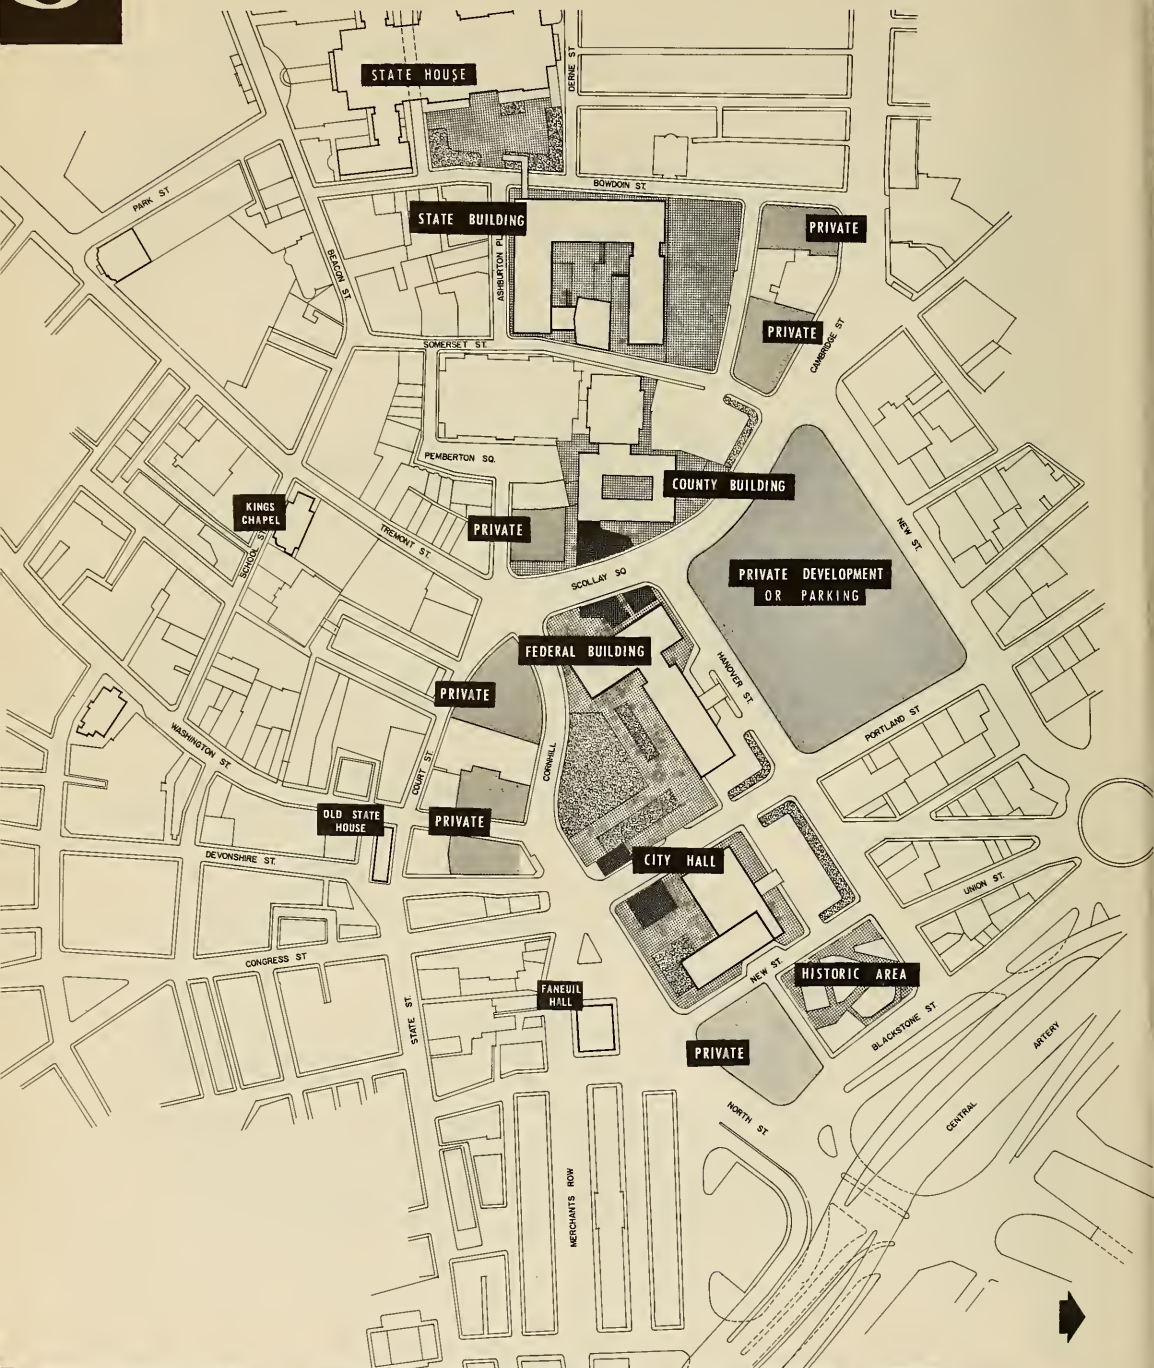 STATE HOUSE
DERNE ST
PARK ST
BOWDOIN ST.
STATE BUILDING
PRIVATE
BEACON ST.
ASHBURTON PL
PRIVATE
CAMBRIDGE ST
SOMERSET ST.
PEMBERTON SQ.
COUNTY BUILDING
KINGS
CHAPEL
SCHOOL ST.
TREMONT ST.
PRIVATE
NEW ST.
SCOLLAY SQ
PRIVATE DEVELOPMENT
OR PARKING
FEDERAL BUILDING
HANOVER ST.
PRIVATE
PORTLAND ST
WASHINGTON ST.
COURT ST.
CORNHILL
OLD STATE
HOUSE
PRIVATE
DEVONSHIRE ST.
CITY HALL
UNION ST.
CONGRESS ST
NEW ST.
HISTORIC AREA
FANEUIL
HALL
STATE ST.
BLACKSTONE ST
ARTERY
PRIVATE
CENTRAL
NORTH ST.
MERCHANTS ROW